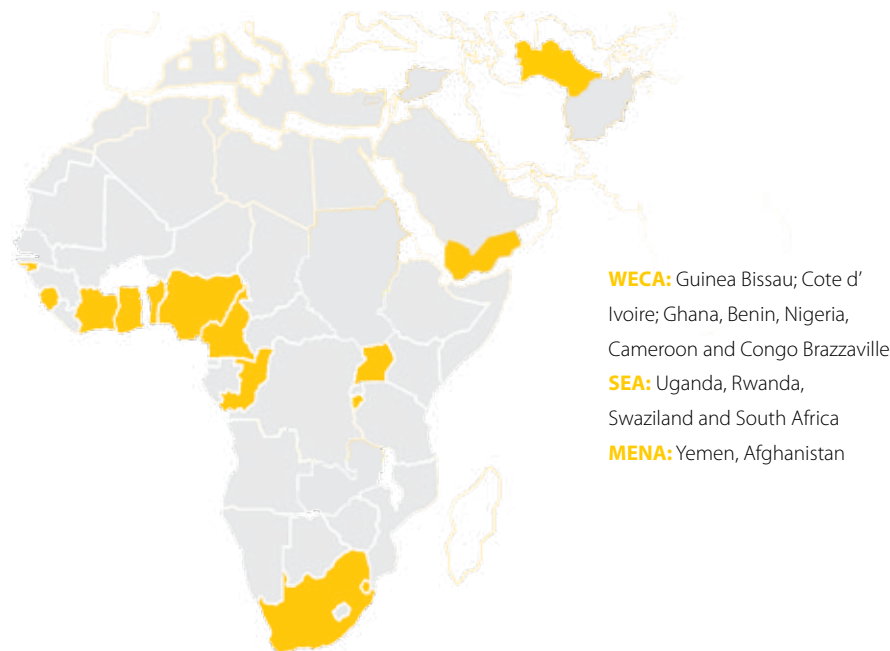 WECA: Guinea Bissau; Cote d’
Ivoire; Ghana, Benin, Nigeria,
Cameroon and Congo Brazzaville
SEA: Uganda, Rwanda,
Swaziland and South Africa
MENA: Yemen, Afghanistan